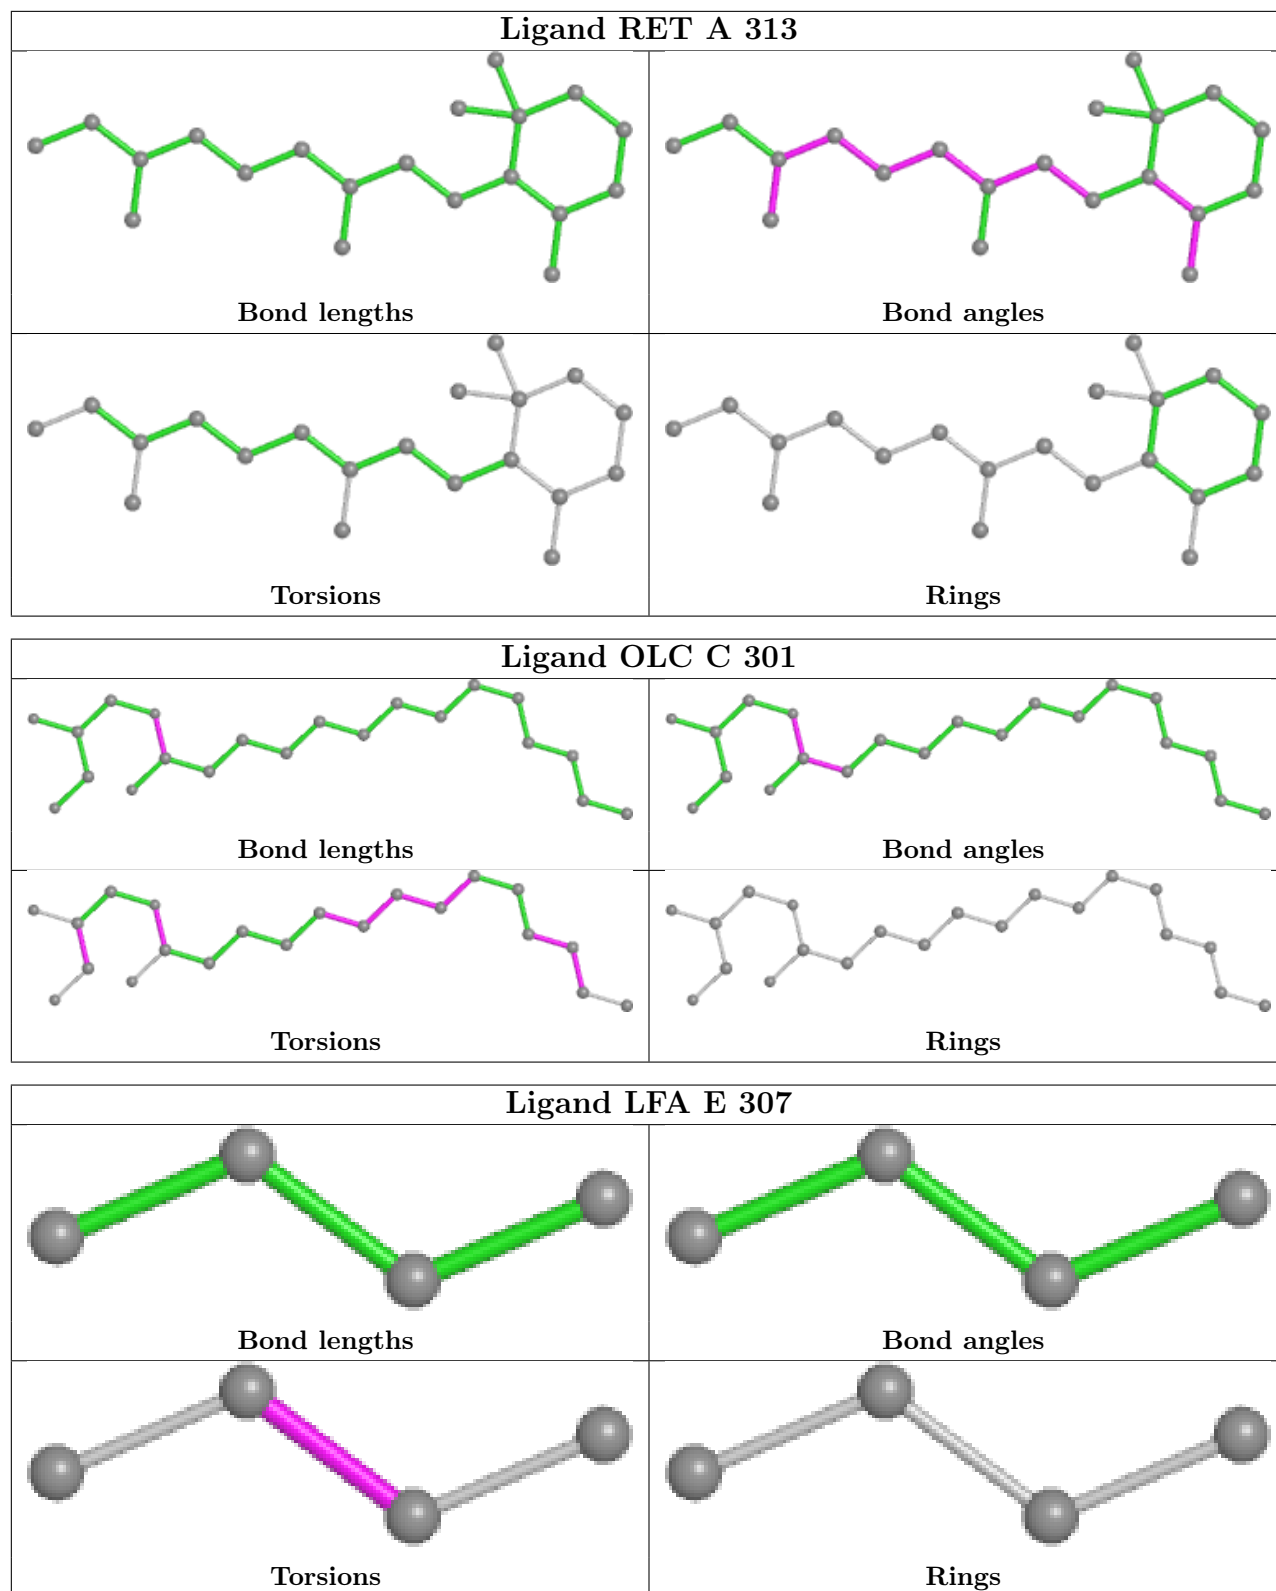 Ligand RET A 313
Bond lengths
Bond angles
Torsions
Rings
Ligand OLC C 301
Bond lengths
Bond angles
Torsions
Rings
Ligand LFA E 307
Bond lengths
Bond angles
Torsions
Rings